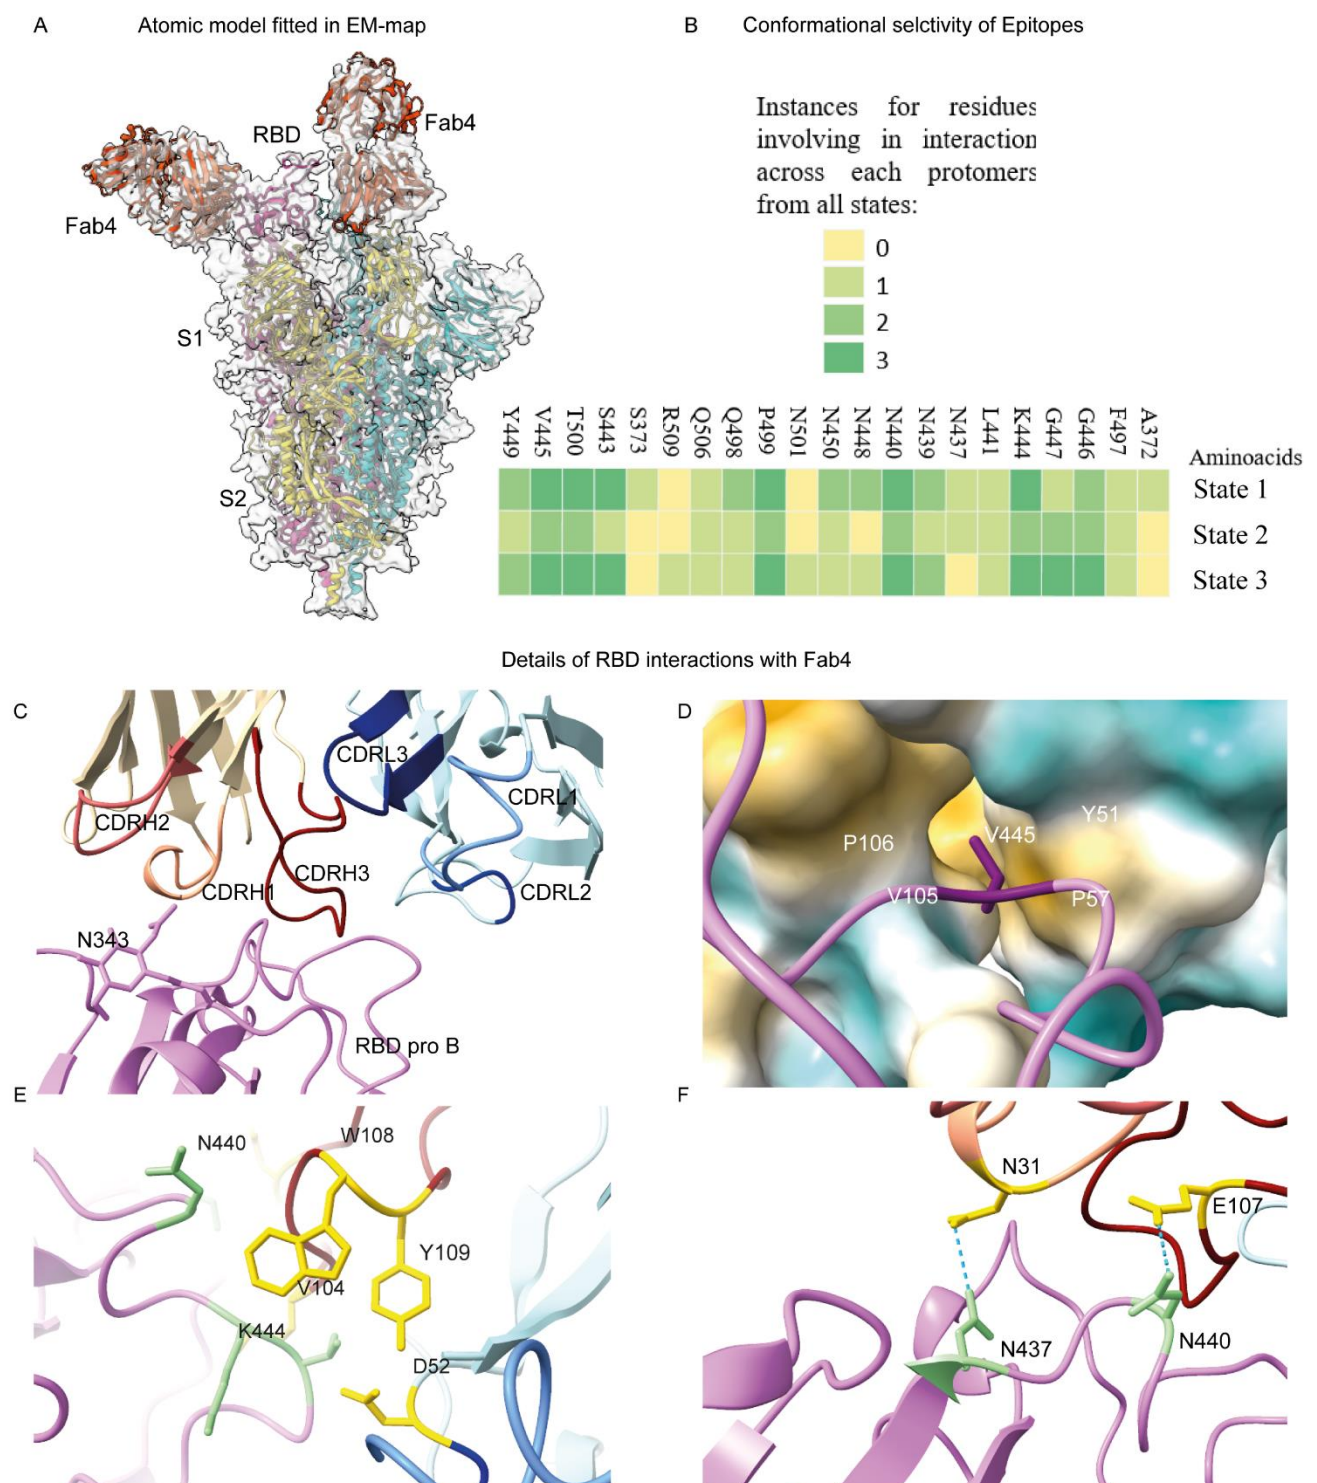 A
Atomic model fitted in EM-map
B
Conformational selctivity of Epitopes
RBD
Fab4
Fab4
S1
S2
Instances for residues
involving in interaction
across each protomers
from all states:
0
1
2
3
Y449 V445 T500 S443 S373 R509 Q506 Q498 P499 N501 N450 N448 N440 N439 N437 L441 K444 G447 G446 F497 A372
Aminoacids
State 1
State 2
State 3
Details of RBD interactions with Fab4
C
CDRL3
CDRL1
CDRH2
CDRH3
CDRH1
CDRL2
N343
RBD pro B
D
Y51
V445
P106
V105
P57
E
W108
N440
Y109
V104
K444
D52
F
N31
E107
N437
N440